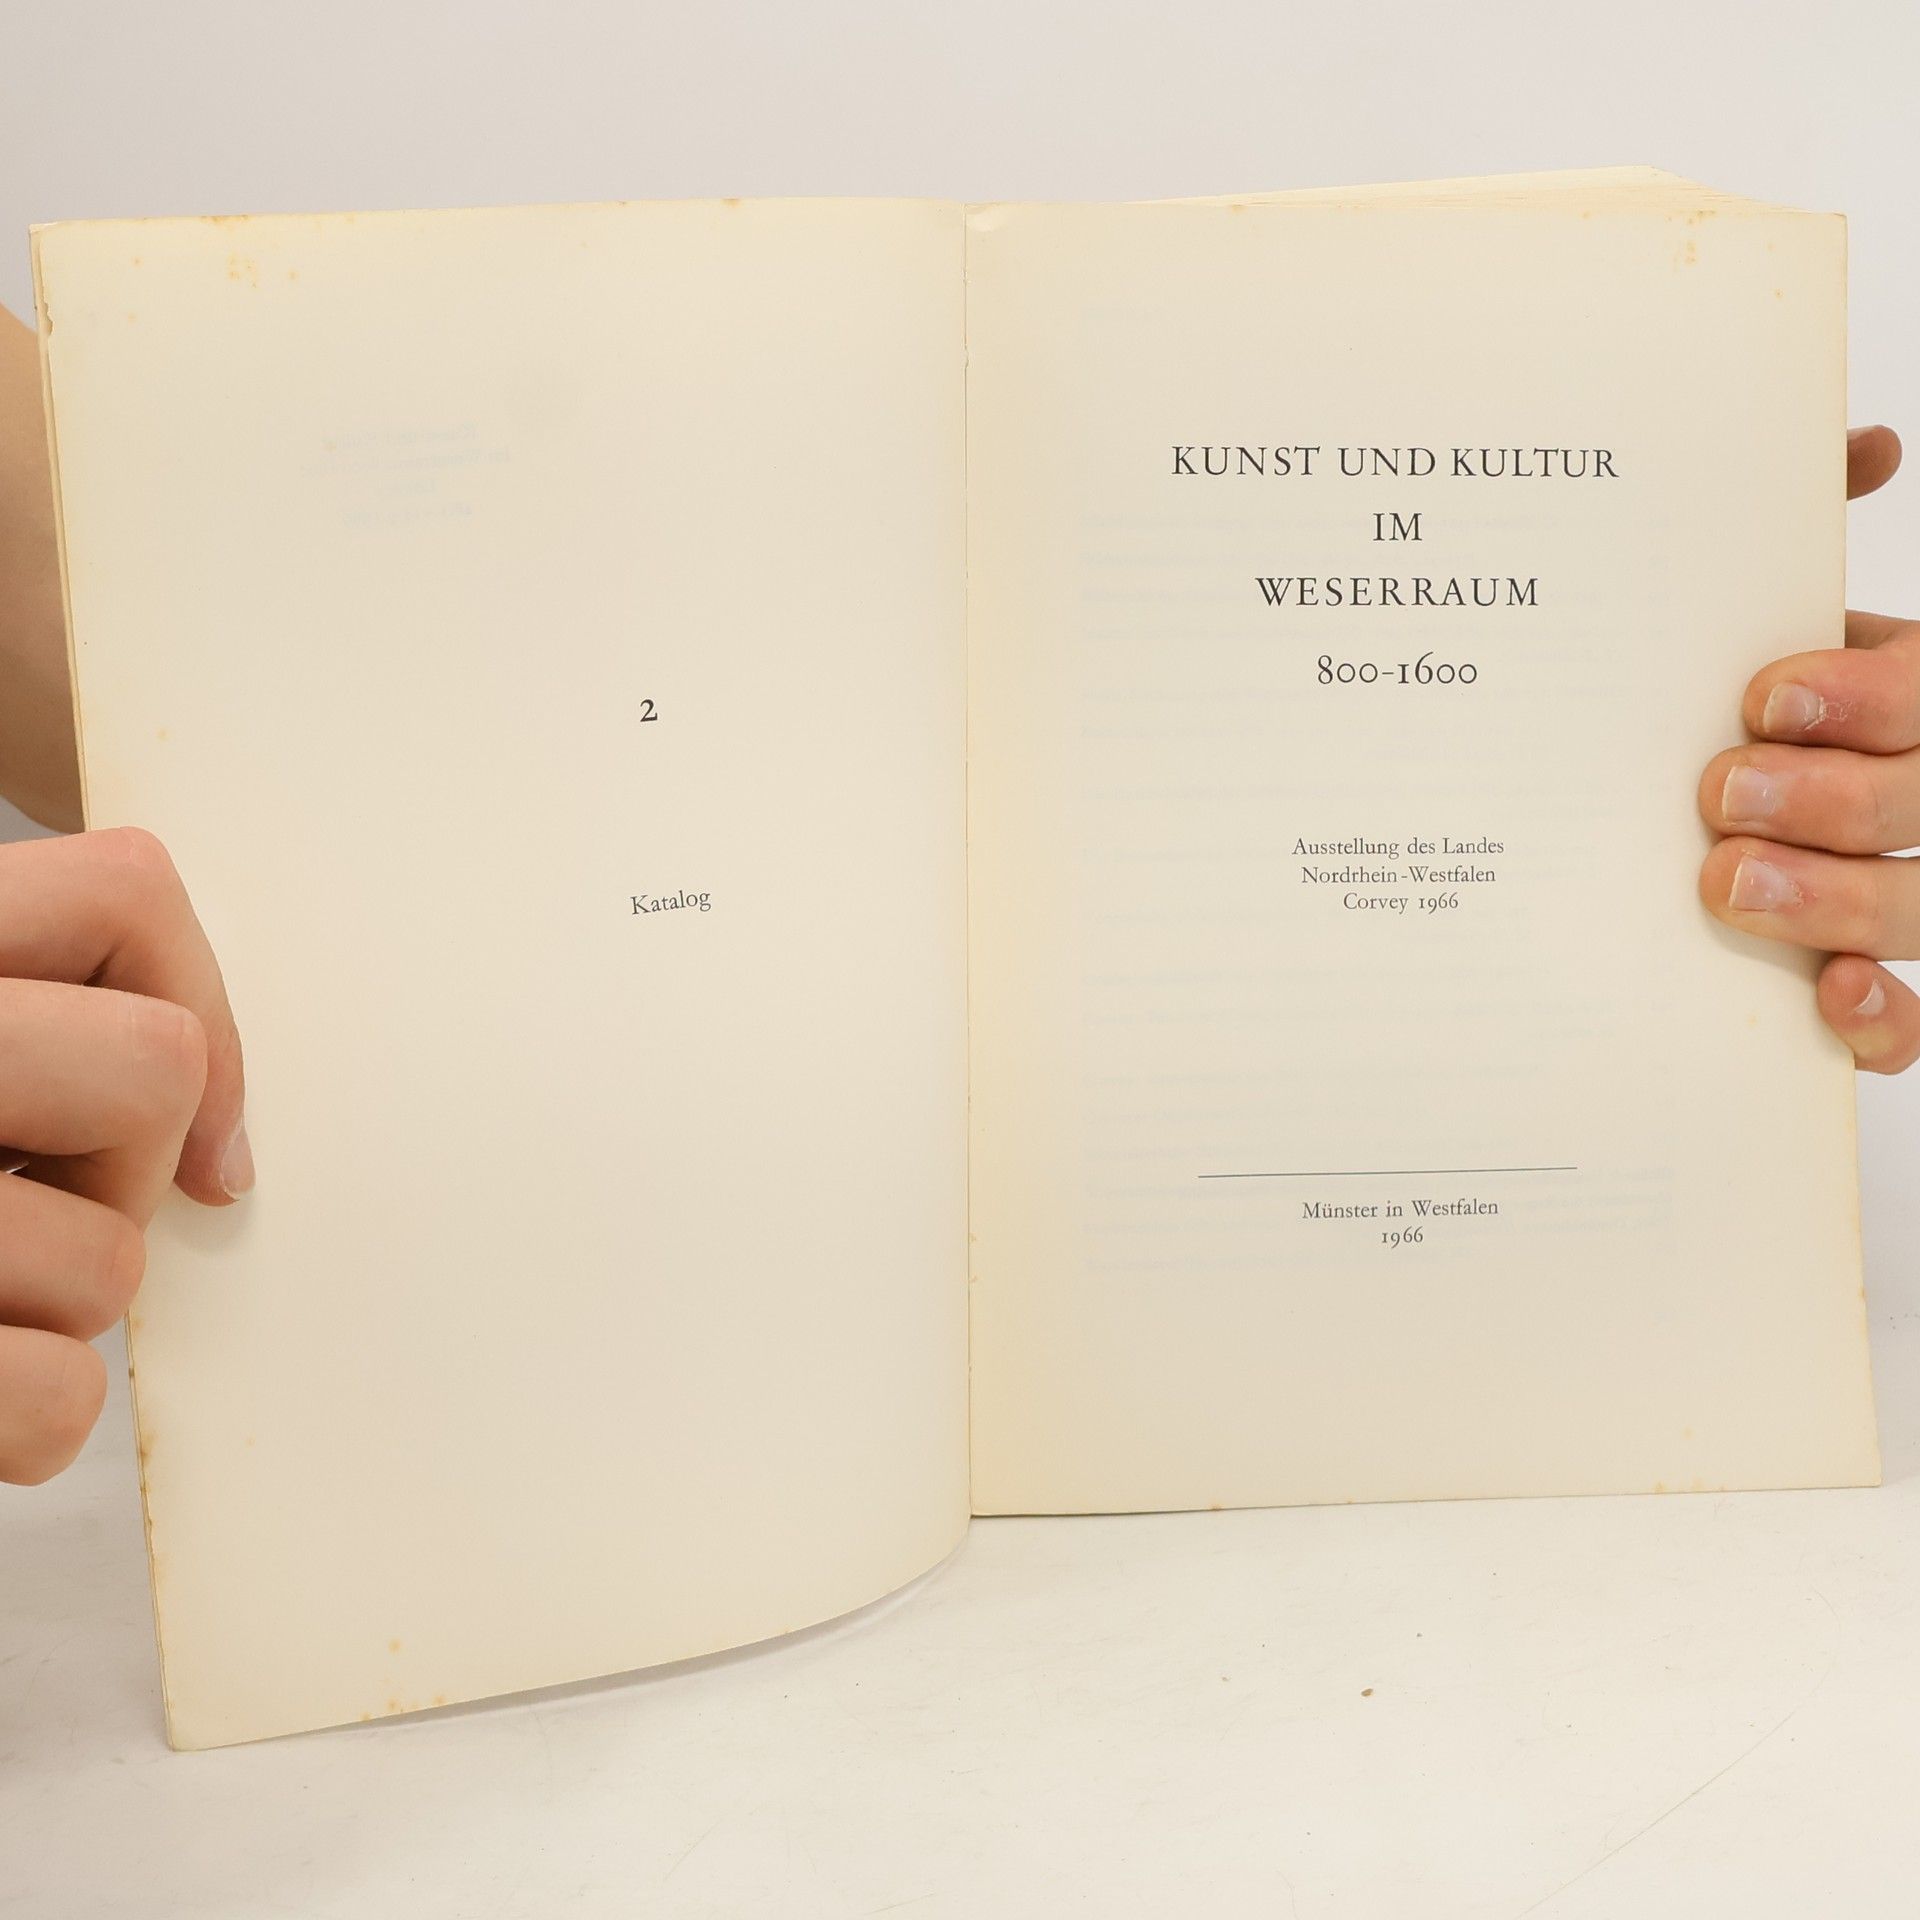 2
Katalog
KUNST UND KULTUR
IM
WESERRAUM
800-1600
Ausstellung des Landes
Nordrhein-Westfalen
Corvey 1966
Münster in Westfalen
1966